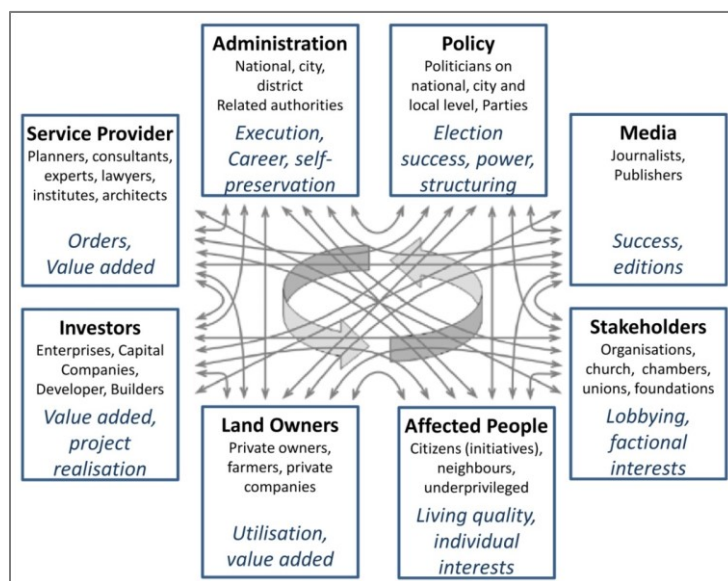 Administration
National, city,
district
Related authorities
Execution,
Career, self-
preservation
Policy
Politicians on
national, city and
local level, Parties
Election
success, power,
structuring
Service Provider
Planners, consultants,
experts, lawyers,
institutes, architects
Orders,
Value added
Media
Journalists,
Publishers
Success,
editions
Investors
Enterprises, Capital
Companies,
Developer, Builders
Value added,
project
realisation
Stakeholders
Organisations,
church, chambers,
unions, foundations
Lobbying,
factional
interests
Land Owners
Private owners,
farmers, private
companies
Utilisation,
value added
Affected People
Citizens (initiatives),
neighbours,
underprivileged
Living quality,
individual
interests